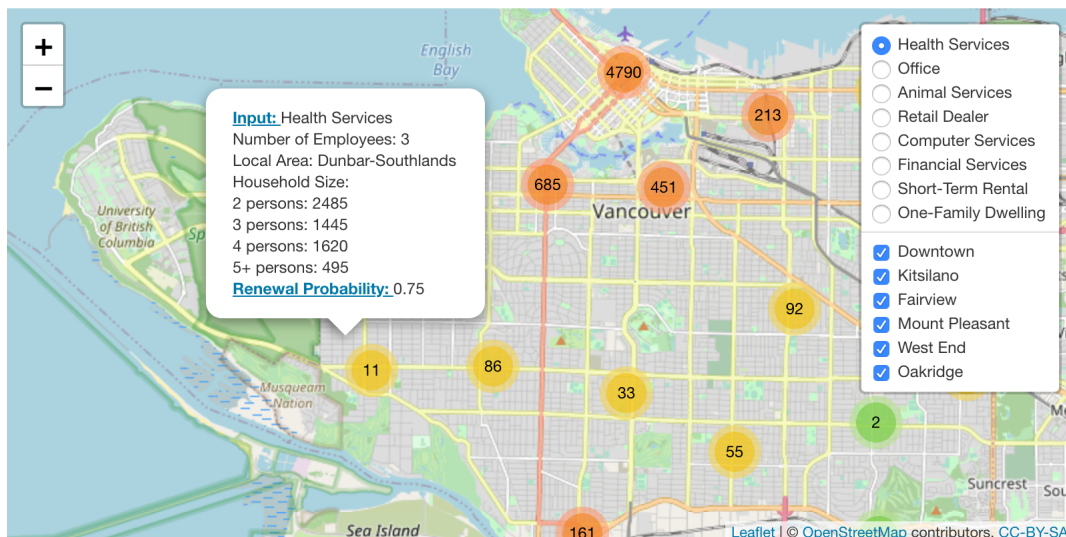 +
−
English
Bay
4790
213
685
451
Vancouver
University
of British
Columbia
Sp
Input: Health Services
Number of Employees: 3
Local Area: Dunbar-Southlands
Household Size:
2 persons: 2485
3 persons: 1445
4 persons: 1620
5+ persons: 495
Renewal Probability: 0.75
Health Services
Office
Animal Services
Retail Dealer
Computer Services
Financial Services
Short-Term Rental
One-Family Dwelling
Downtown
Kitsilano
Fairview
Mount Pleasant
West End
Oakridge
92
11
86
33
Musqueam
Nation
2
55
Suncrest
Sou
161
Sea Island
Leaflet | © OpenStreetMap contributors, CC-BY-SA